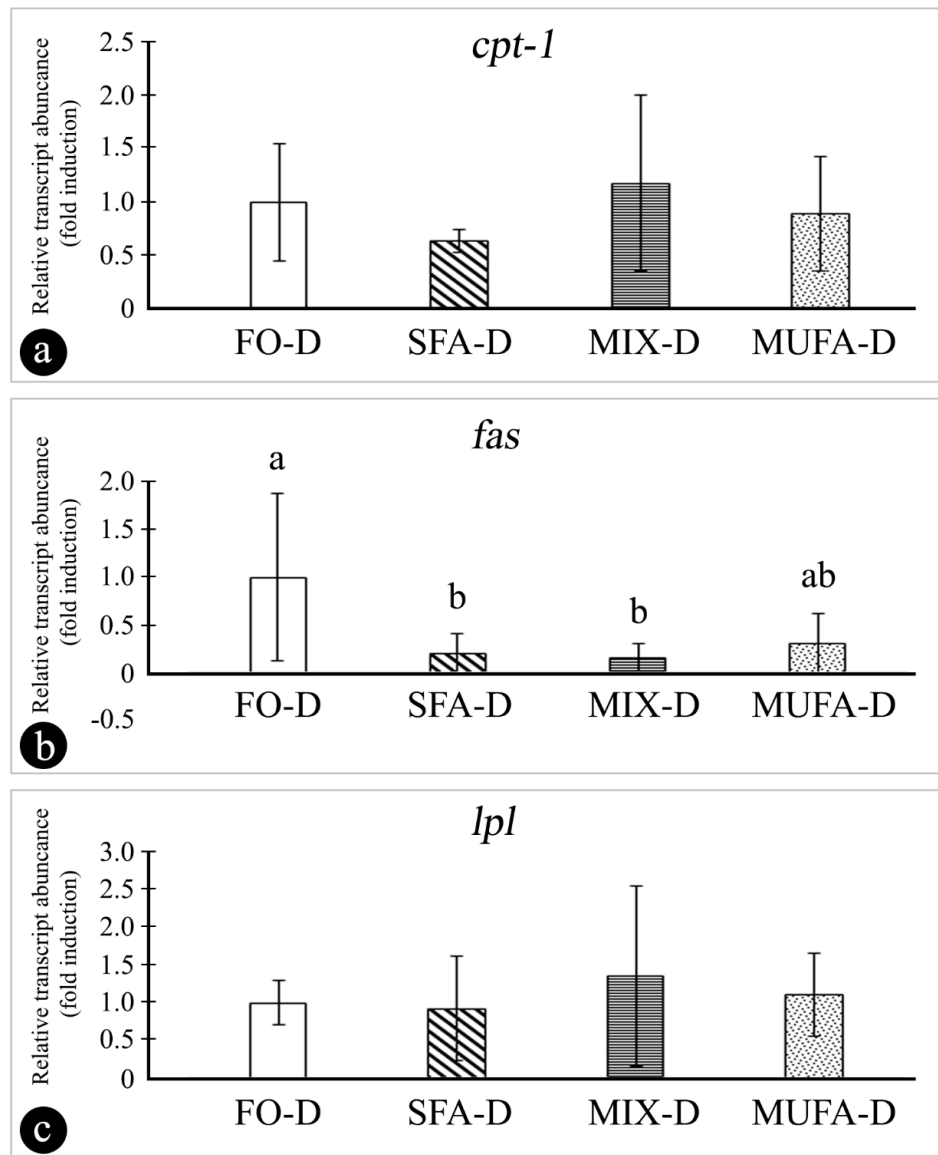 cpt-1
Relative transcript abuncance
(fold induction)
2.5
2.0
1.5
1.0
0.5
0
FO-D SFA-D MIX-D MUFA-D
a
fas
Relative transcript abuncance
(fold induction)
2.0
1.5
1.0
0.5
0
-0.5
a b b ab
FO-D SFA-D MIX-D MUFA-D
b
lpl
Relative transcript abuncance
(fold induction)
3.0
2.5
2.0
1.5
1.0
0.5
0
FO-D SFA-D MIX-D MUFA-D
c